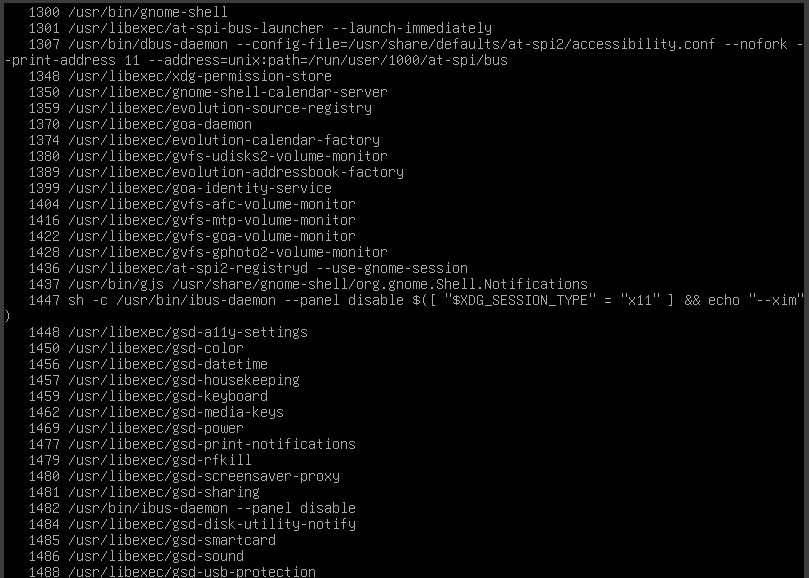 1300 /usr/bin/gnome-shell
1301 /usr/libexec/at-spi-bus-launcher --launch-immediately
1307 /usr/bin/dbus-daemon --config-file=/usr/share/defaults/at-spi2/accessibility.conf --nofork -
-print-address 11 --address=unix:path=/run/user/1000/at-spi/bus
1348 /usr/libexec/xdg-permission-store
1350 /usr/libexec/gnome-shell-calendar-server
1359 /usr/libexec/evolution-source-registry
1370 /usr/libexec/goa-daemon
1374 /usr/libexec/evolution-calendar-factory
1380 /usr/libexec/gvfs-udisks2-volume-monitor
1389 /usr/libexec/evolution-addressbook-factory
1399 /usr/libexec/goa-identity-service
1404 /usr/libexec/gvfs-afc-volume-monitor
1416 /usr/libexec/gvfs-mtp-volume-monitor
1422 /usr/libexec/gvfs-goa-volume-monitor
1428 /usr/libexec/gvfs-gphoto2-volume-monitor
1436 /usr/libexec/at-spi2-registryd --use-gnome-session
1437 /usr/bin/gjs /usr/share/gnome-shell/org.gnome.Shell.Notifications
1447 sh -c /usr/bin/ibus-daemon --panel disable $([ "$XDG_SESSION_TYPE" = "x11" ] && echo "--xim"
)
1448 /usr/libexec/gsd-a11y-settings
1450 /usr/libexec/gsd-color
1456 /usr/libexec/gsd-datetime
1457 /usr/libexec/gsd-housekeeping
1459 /usr/libexec/gsd-keyboard
1462 /usr/libexec/gsd-media-keys
1469 /usr/libexec/gsd-power
1477 /usr/libexec/gsd-print-notifications
1479 /usr/libexec/gsd-rfkill
1480 /usr/libexec/gsd-screensaver-proxy
1481 /usr/libexec/gsd-sharing
1482 /usr/bin/ibus-daemon --panel disable
1484 /usr/libexec/gsd-disk-utility-notify
1485 /usr/libexec/gsd-smartcard
1486 /usr/libexec/gsd-sound
1488 /usr/libexec/gsd-usb-protection